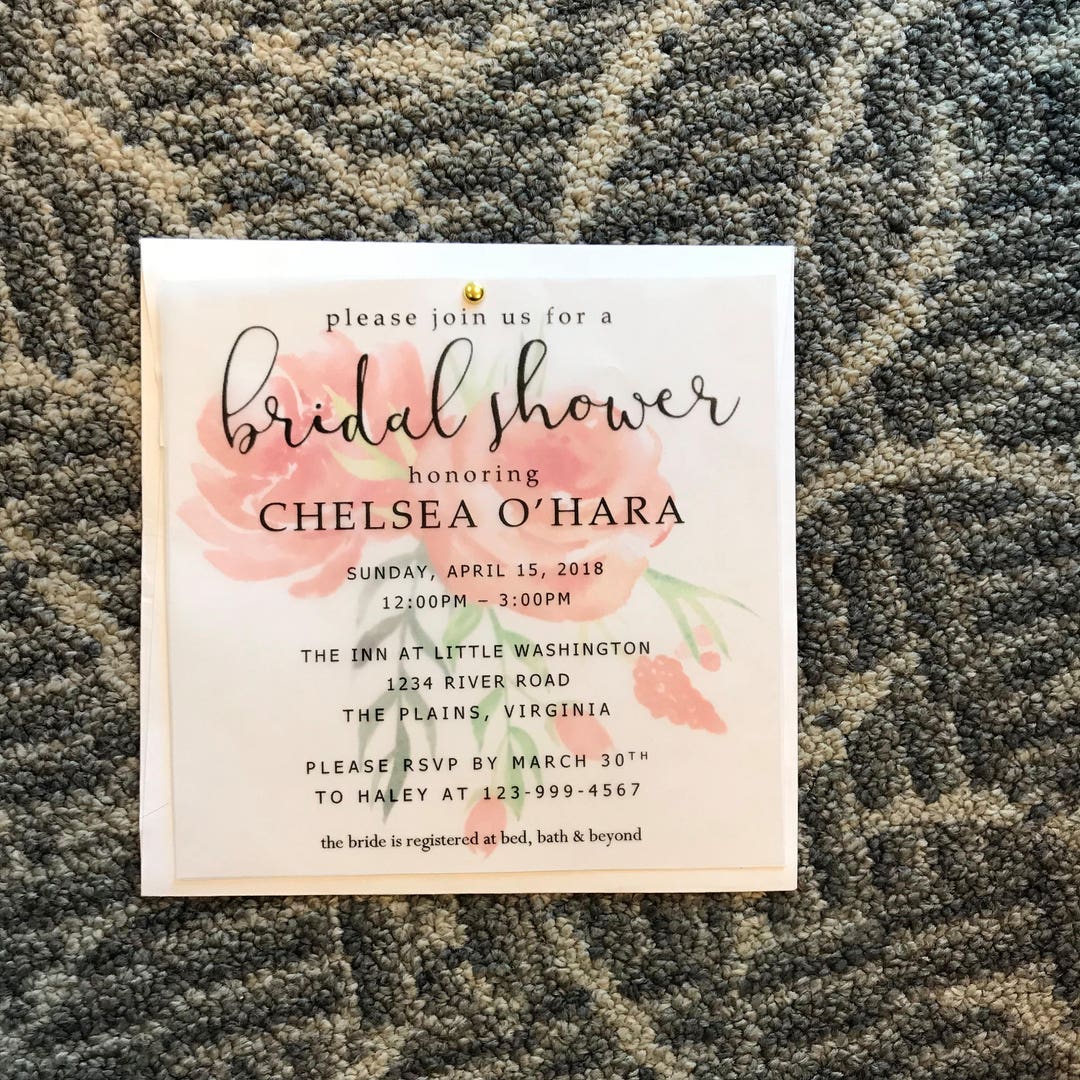 please join us for a
bridal shower
honoring
CHELSEA O'HARA
SUNDAY, APRIL 15, 2018
12:00PM – 3:00PM
THE INN AT LITTLE WASHINGTON
1234 RIVER ROAD
THE PLAINS, VIRGINIA
PLEASE RSVP BY MARCH 30TH
TO HALEY AT 123-999-4567
the bride is registered at bed, bath & beyond